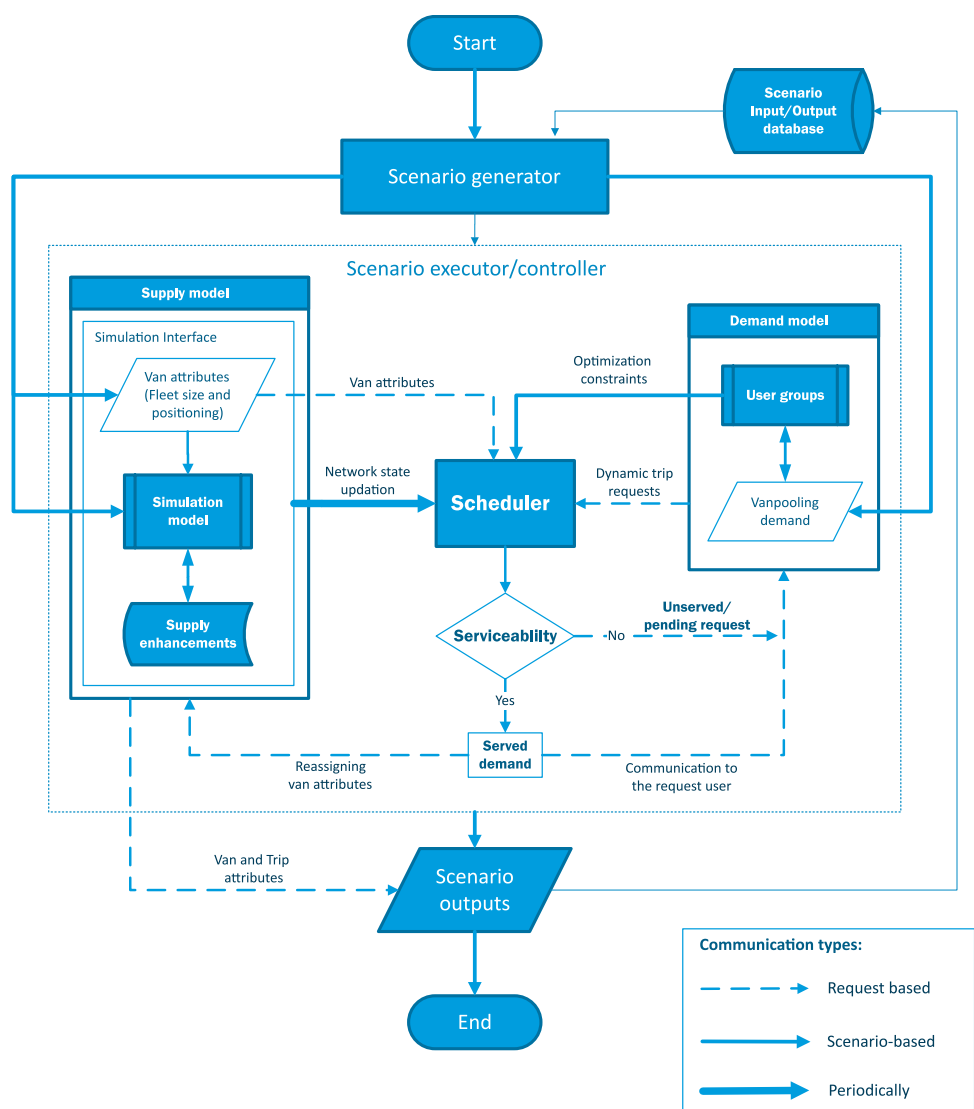 Start
Scenario
Input/Output
database
Scenario generator
Scenario executor/controller
Supply model
Simulation Interface
Van attributes
(Fleet size and
positioning)
Simulation
model
Supply
enhancements
Van attributes
Network state
updation
Optimization
constraints
Scheduler
Dynamic trip
requests
Demand model
User groups
Vanpooling
demand
Serviceablilty
No
Unserved/
pending request
Yes
Served
demand
Reassigning
van attributes
Communication to
the request user
Van and Trip
attributes
Scenario
outputs
End
Communication types:
Request based
Scenario-based
Periodically